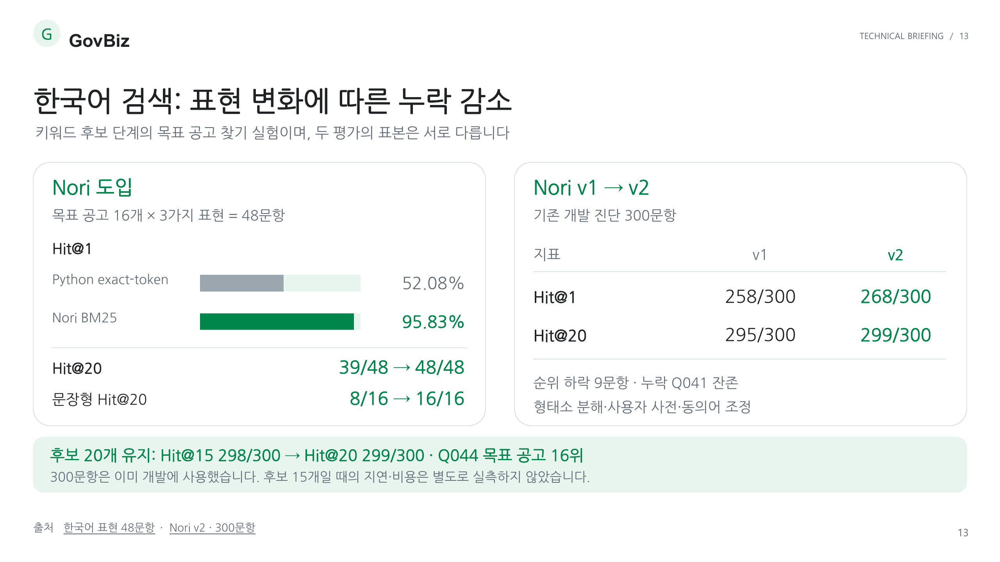 G GovBiz
TECHNICAL BRIEFING / 13
한국어 검색: 표현 변화에 따른 누락 감소
키워드 후보 단계의 목표 공고 찾기 실험이며, 두 평가의 표본은 서로 다릅니다
Nori 도입
목표 공고 16개 × 3가지 표현 = 48문항
Hit@1
Python exact-token 52.08%
Nori BM25 95.83%
Hit@20 39/48 → 48/48
문장형 Hit@20 8/16 → 16/16
Nori v1 → v2
기존 개발 진단 300문항
지표 v1 v2
Hit@1 258/300 268/300
Hit@20 295/300 299/300
순위 하락 9문항 · 누락 Q041 잔존
형태소 분해·사용자 사전·동의어 조정
후보 20개 유지: Hit@15 298/300 → Hit@20 299/300 · Q044 목표 공고 16위
300문항은 이미 개발에 사용했습니다. 후보 15개일 때의 지연·비용은 별도로 실측하지 않았습니다.
출처 한국어 표현 48문항 · Nori v2 · 300문항
13